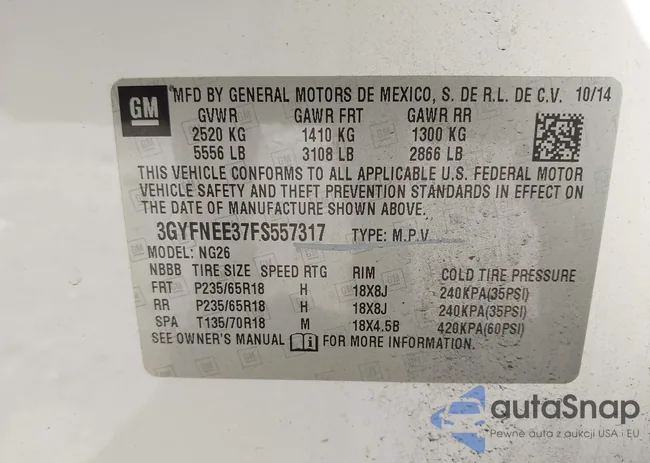 GM
MFD BY GENERAL MOTORS DE MEXICO, S. DE R.L. DE C.V. 10/14
GVWR GAWR FRT GAWR RR
2520 KG 1410 KG 1300 KG
5556 LB 3108 LB 2866 LB
THIS VEHICLE CONFORMS TO ALL APPLICABLE U.S. FEDERAL MOTOR
VEHICLE SAFETY AND THEFT PREVENTION STANDARDS IN EFFECT ON
THE DATE OF MANUFACTURE SHOWN ABOVE.
3GYFNEE37FS557317 TYPE: M.P.V
MODEL: NG26
NBBB TIRE SIZE SPEED RTG RIM COLD TIRE PRESSURE
FRT P235/65R18 H 18X8J 240KPA(35PSI)
RR P235/65R18 H 18X8J 240KPA(35PSI)
SPA T135/70R18 M 18X4.5B 420KPA(60PSI)
SEE OWNER'S MANUAL i FOR MORE INFORMATION.
autaSnap
Pewne auta z aukcji USA i EU